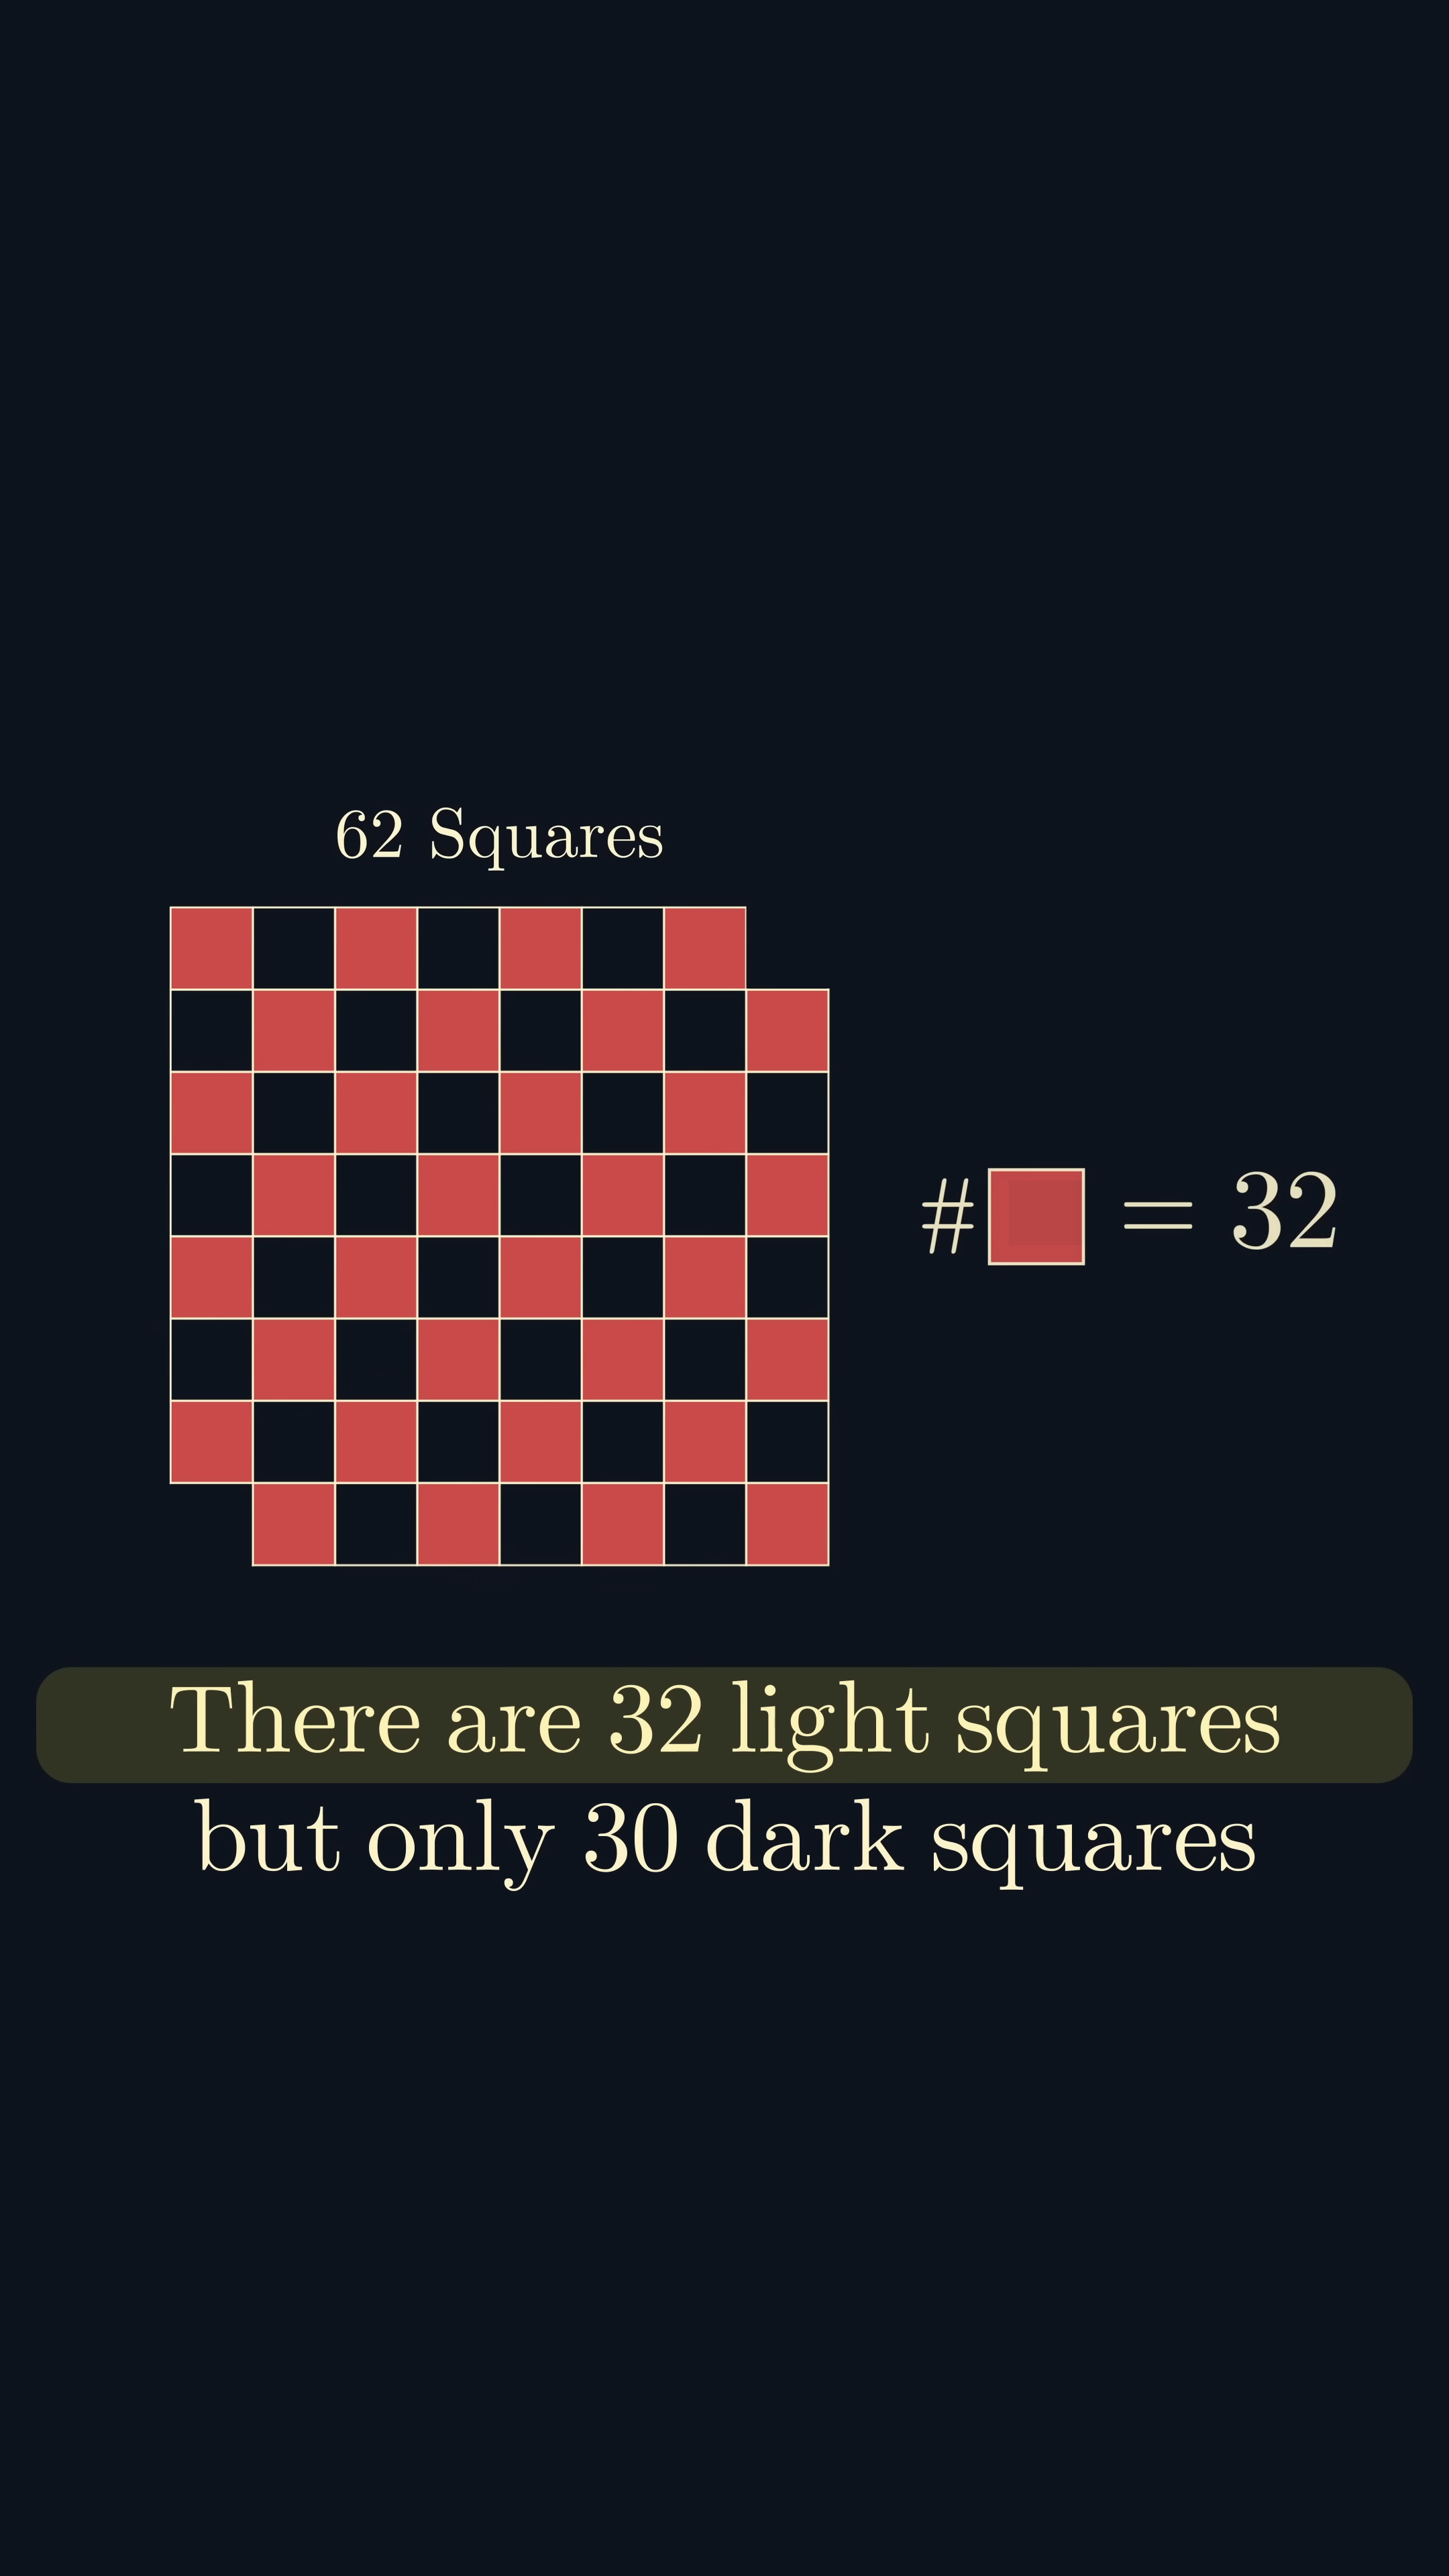 62 Squares
# = 32
There are 32 light squares
but only 30 dark squares